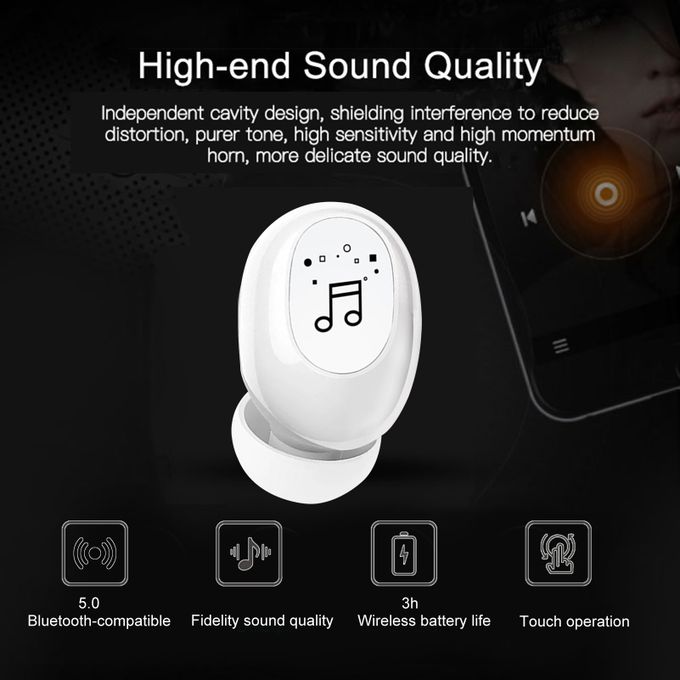 High-end Sound Quality
Independent cavity design, shielding interference to reduce
distortion, purer tone, high sensitivity and high momentum
horn, more delicate sound quality.
5.0
Bluetooth-compatible
Fidelity sound quality
3h
Wireless battery life
Touch operation